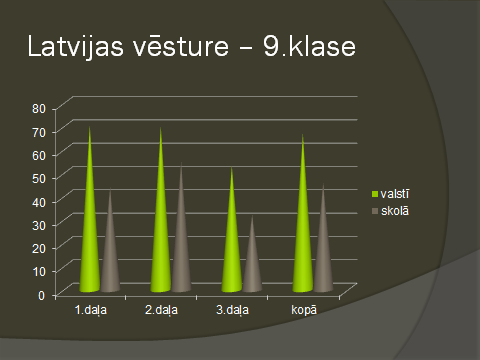 Latvijas vēsture – 9.klase
80
70
60
50
40
30
20
10
0
1.daļa 2.daļa 3.daļa kopā
valstī
skolā